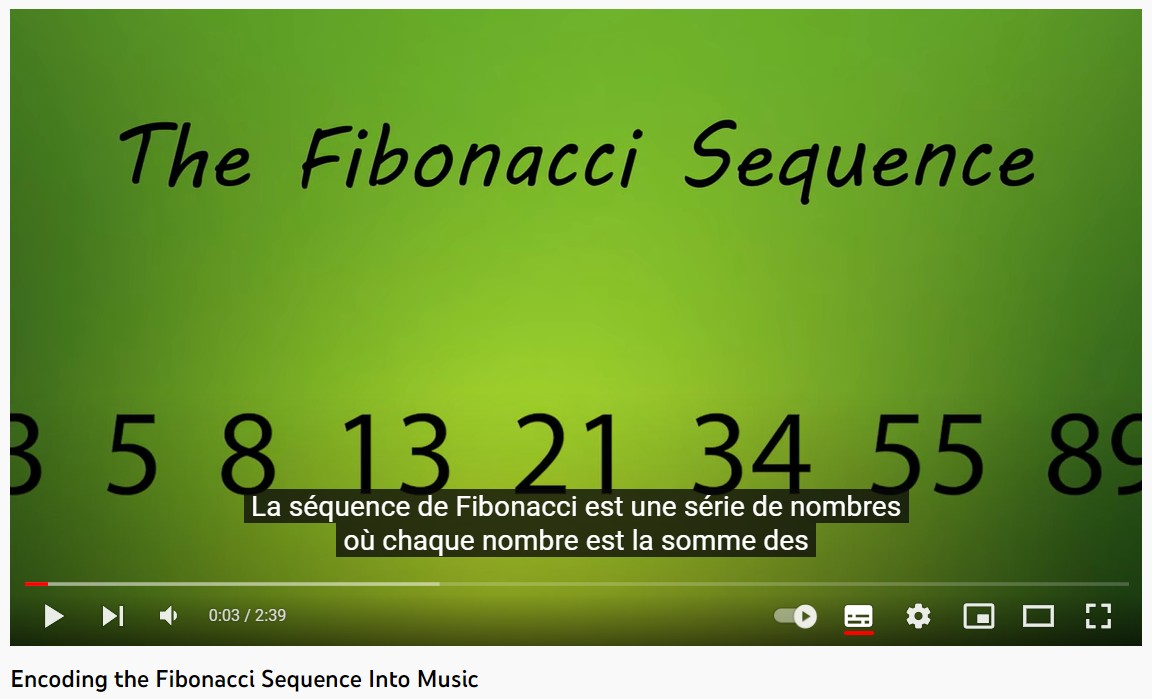 The Fibonacci Sequence
3 5 8 13 21 34 55 89
La séquence de Fibonacci est une série de nombres
où chaque nombre est la somme des
0:03 / 2:39
Encoding the Fibonacci Sequence Into Music